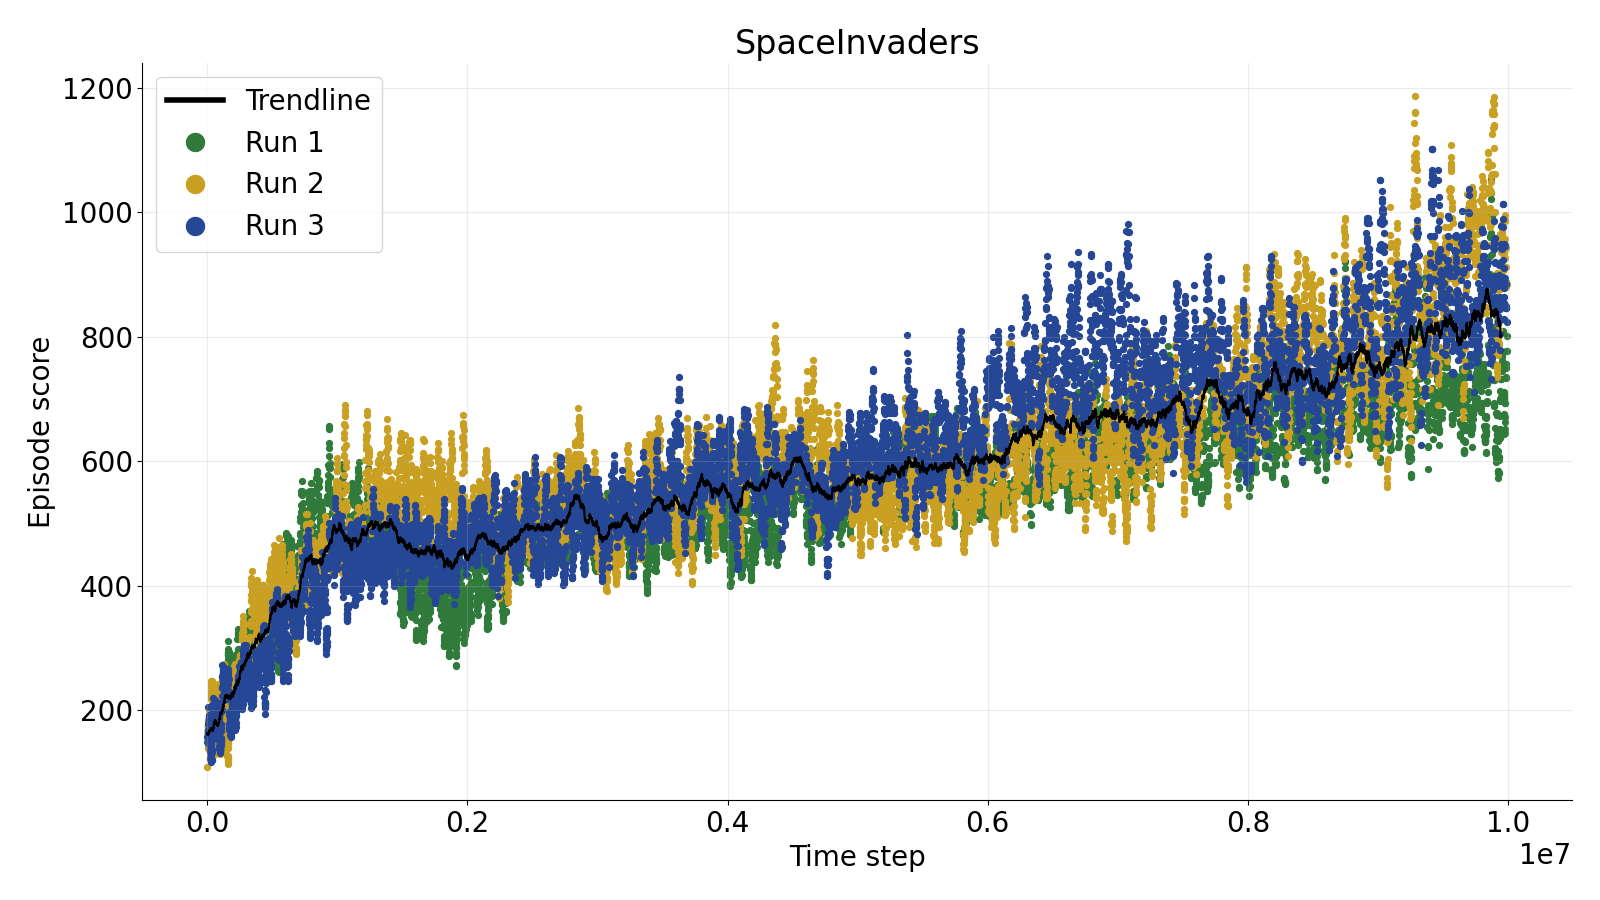 SpaceInvaders
Trendline
Run 1
Run 2
Run 3
1200
1000
800
600
400
200
Episode score
0.0 0.2 0.4 0.6 0.8 1.0
1e7
Time step